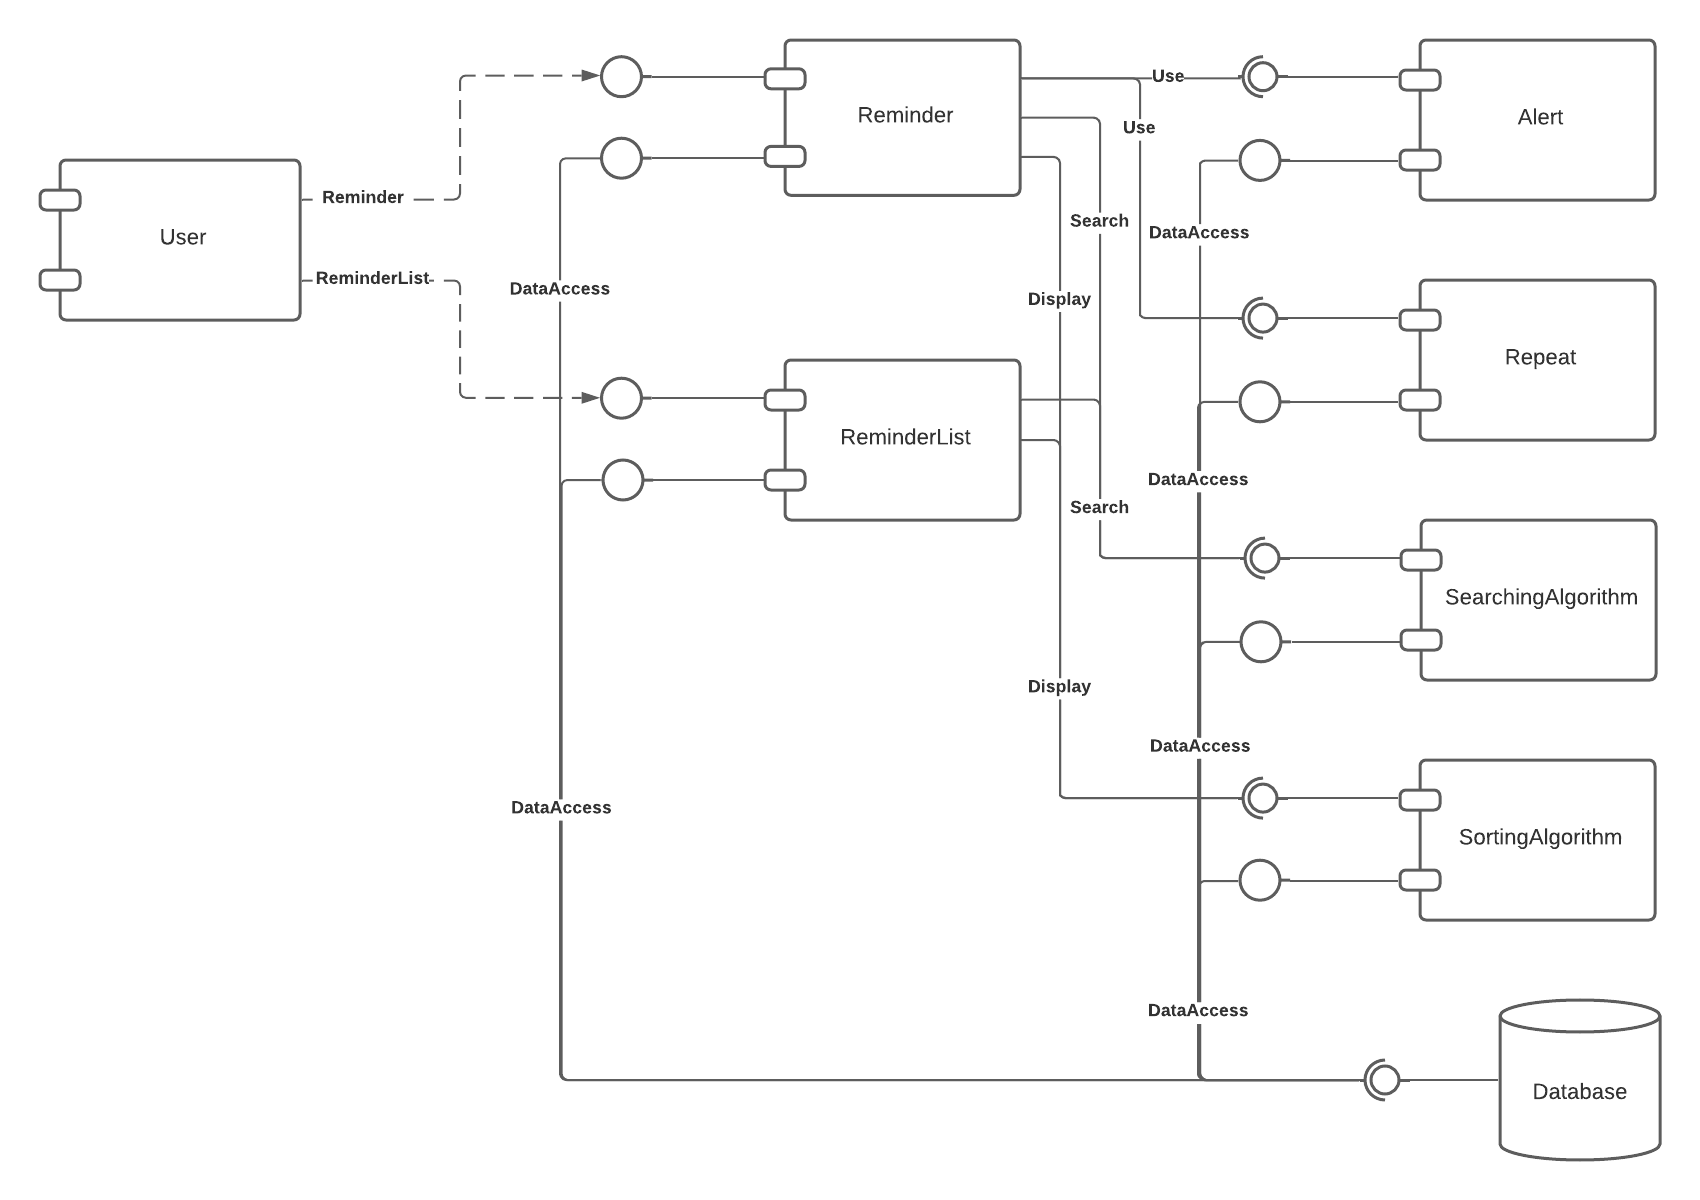 Use
Reminder
Alert
Use
Reminder
Search
DataAccess
User
ReminderList
DataAccess
Display
Repeat
ReminderList
DataAccess
Search
SearchingAlgorithm
Display
DataAccess
DataAccess
SortingAlgorithm
DataAccess
Database